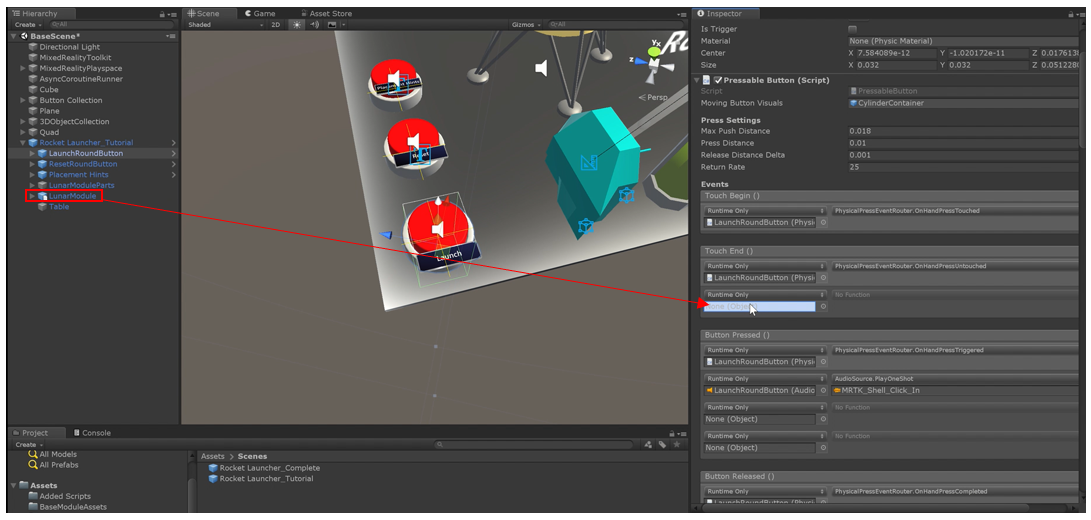 Hierarchy
Create
All
BaseScene*
Directional Light
MixedRealityToolkit
MixedRealityPlayspace
AsyncCoroutineRunner
Cube
Button Collection
Plane
3DObjectCollection
Quad
Rocket Launcher_Tutorial
LaunchRoundButton
ResetRoundButton
Placement Hints
LunarModuleParts
LunarModule
Table
Scene
Game
Asset Store
Shaded
2D
Gizmos
All
Placement Hints
Reset
Launch
Ro
y
x
z
Persp
Inspector
Is Trigger
Material
None (Physic Material)
Center
X 7.584089e-12 Y -1.020172e-11 Z 0.0176138
Size
X 0.032 Y 0.032 Z 0.0512280
Pressable Button (Script)
Script
PressableButton
Moving Button Visuals
CylinderContainer
Press Settings
Max Push Distance 0.018
Press Distance 0.01
Release Distance Delta 0.001
Return Rate 25
Events
Touch Begin ()
Runtime Only PhysicalPressEventRouter.OnHandPressTouched
LaunchRoundButton (Physi
Touch End ()
Runtime Only PhysicalPressEventRouter.OnHandPressUntouched
LaunchRoundButton (Physi
Runtime Only No Function
None (Object)
Button Pressed ()
Runtime Only PhysicalPressEventRouter.OnHandPressTriggered
LaunchRoundButton (Physi
Runtime Only AudioSource.PlayOneShot
LaunchRoundButton (Audio MRTK_Shell_Click_In
Runtime Only No Function
None (Object)
Runtime Only No Function
None (Object)
Button Released ()
Runtime Only PhysicalPressEventRouter.OnHandPressCompleted
LaunchRoundButton (Physi
Project
Console
Create
All Models
All Prefabs
Assets
Added Scripts
BaseModuleAssets
Assets > Scenes
Rocket Launcher_Complete
Rocket Launcher_Tutorial